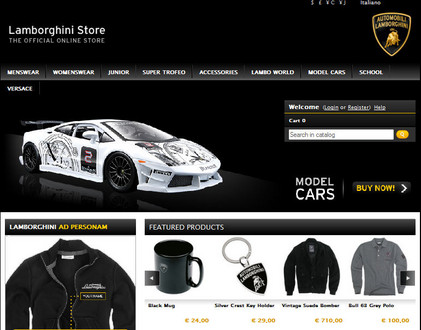 $ £ ¥ C ¥ J Italiano
Lamborghini Store
THE OFFICIAL ONLINE STORE
AUTOMOBILI LAMBORGHINI
MENSWEAR WOMENSWEAR JUNIOR SUPER TROFEO ACCESSORIES LAMBO WORLD MODEL CARS SCHOOL
VERSACE
Welcome (Login or Register) Help
Cart 0
Search in catalog
2
PIRELLI
MODEL CARS BUY NOW!
LAMBORGHINI AD PERSONAM
FEATURED PRODUCTS
Black Mug Silver Crest Key Holder Vintage Suede Bomber Bull 63 Grey Polo
€ 24,00 € 29,00 € 710,00 € 100,00